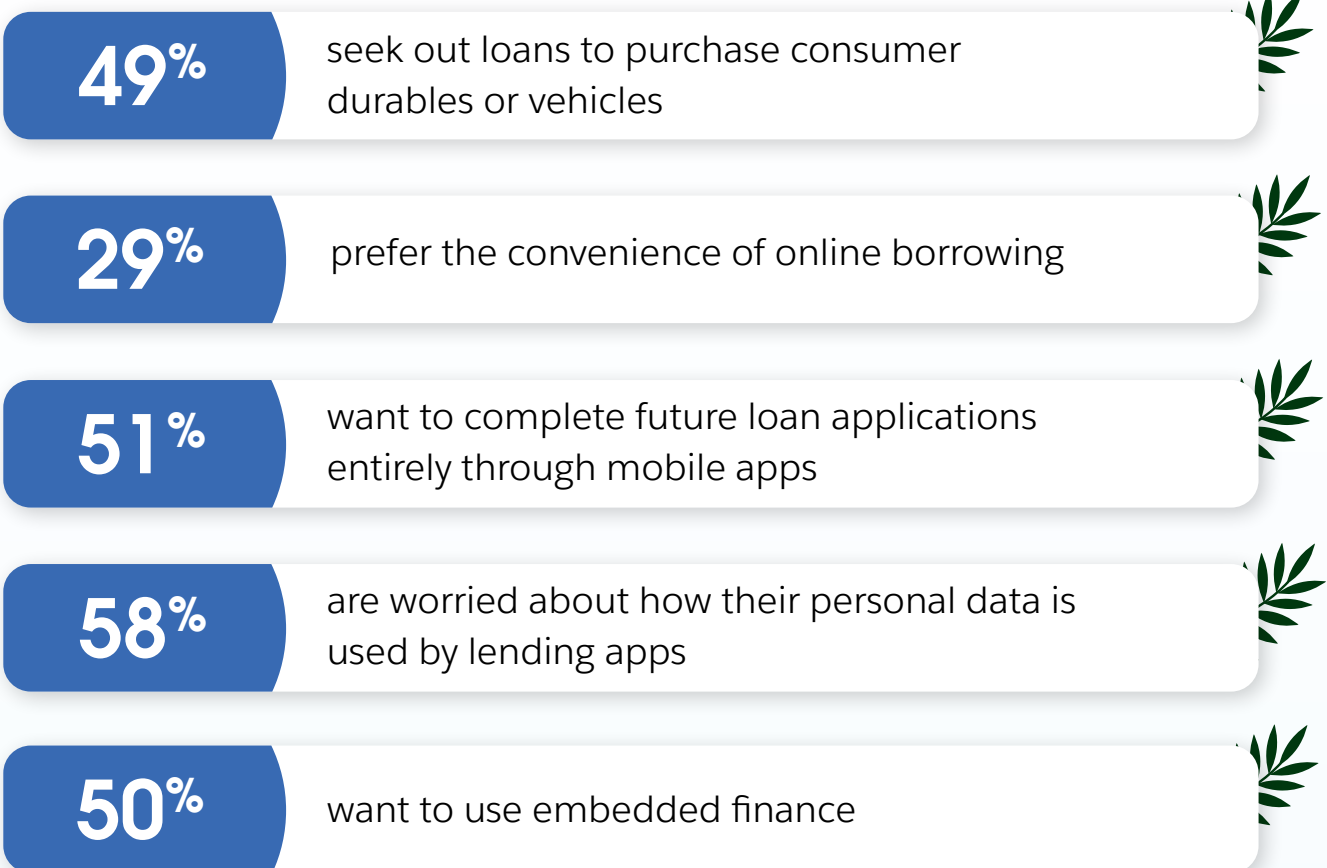 49%
seek out loans to purchase consumer
durables or vehicles
29%
prefer the convenience of online borrowing
51%
want to complete future loan applications
entirely through mobile apps
58%
are worried about how their personal data is
used by lending apps
50%
want to use embedded finance